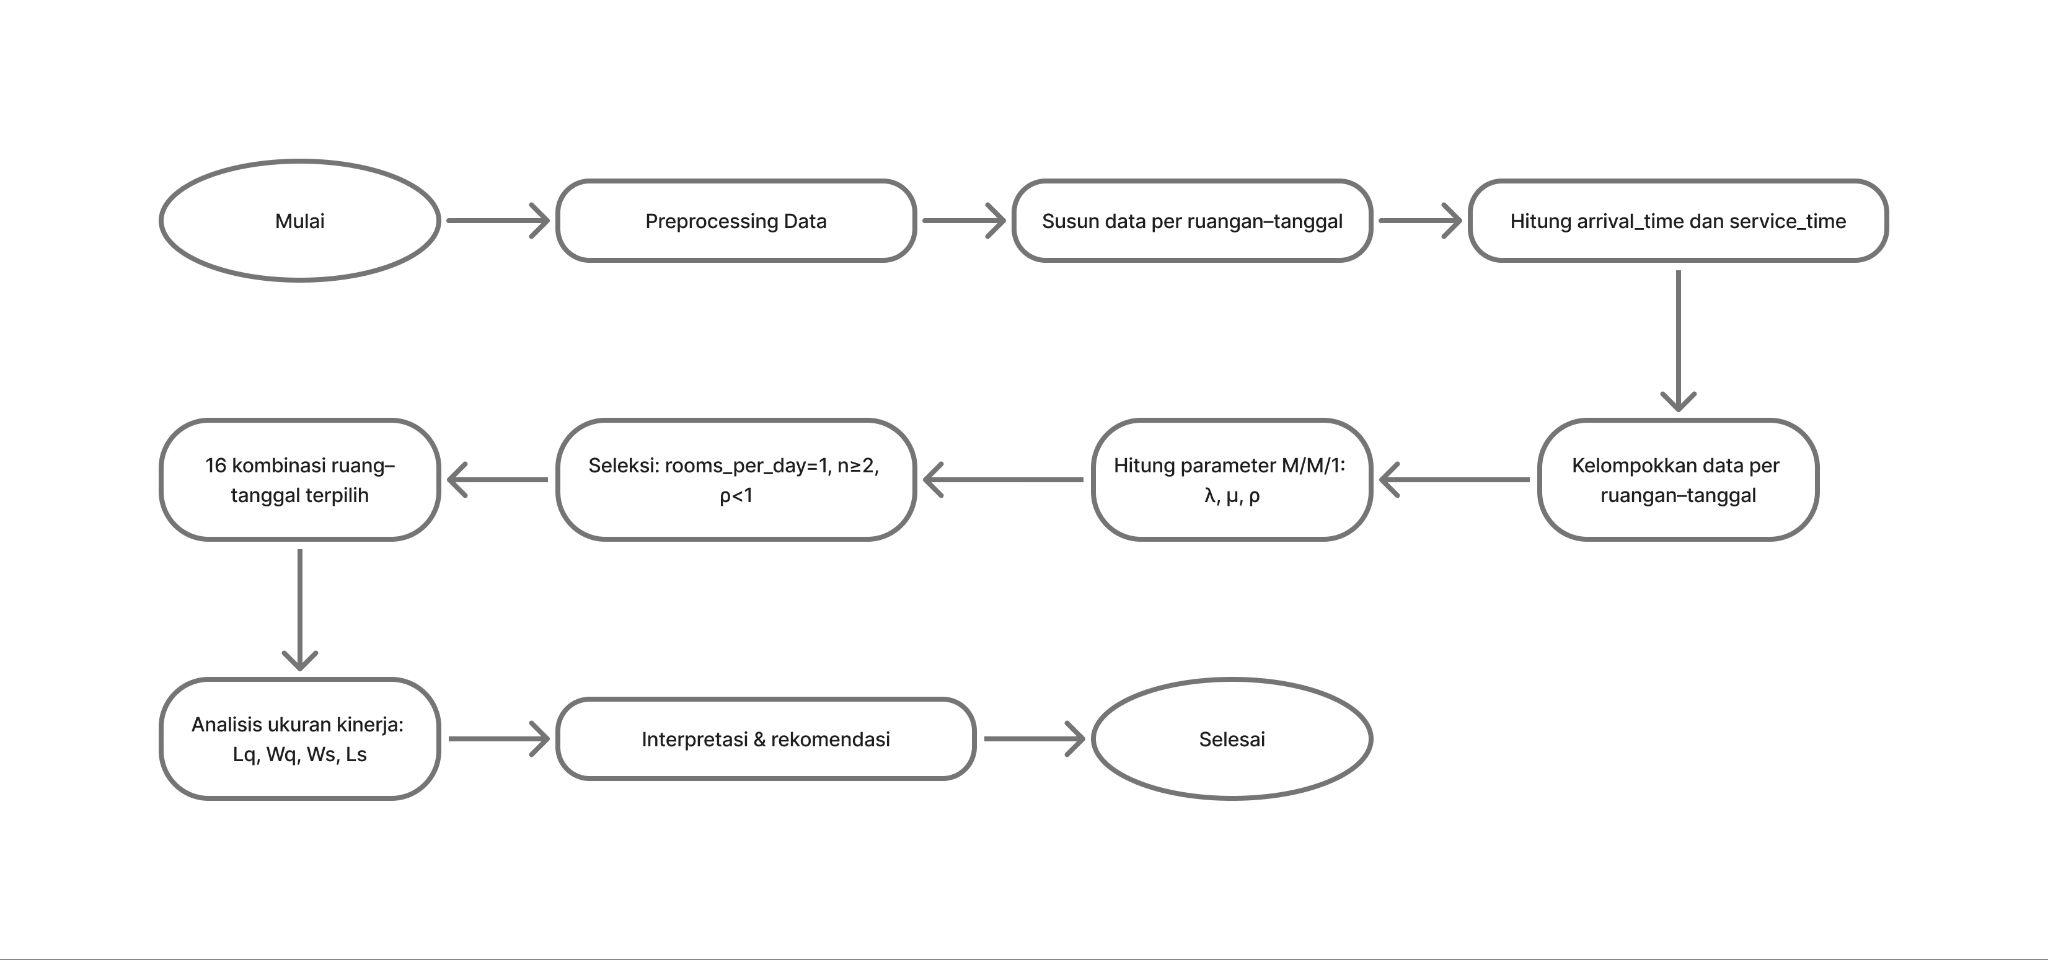 Mulai
Preprocessing Data
Susun data per ruangan–tanggal
Hitung arrival_time dan service_time
Kelompokkan data per
ruangan–tanggal
Hitung parameter M/M/1:
λ, μ, ρ
Seleksi: rooms_per_day=1, n≥2,
ρ<1
16 kombinasi ruang–
tanggal terpilih
Analisis ukuran kinerja:
Lq, Wq, Ws, Ls
Interpretasi & rekomendasi
Selesai